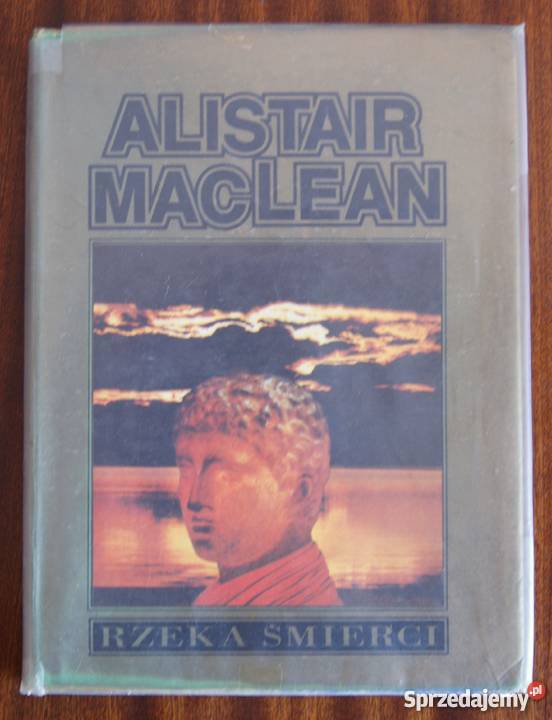 ALISTAIR
MACLEAN
RZEKA ŚMIERCI
Sprzedajemy.pl